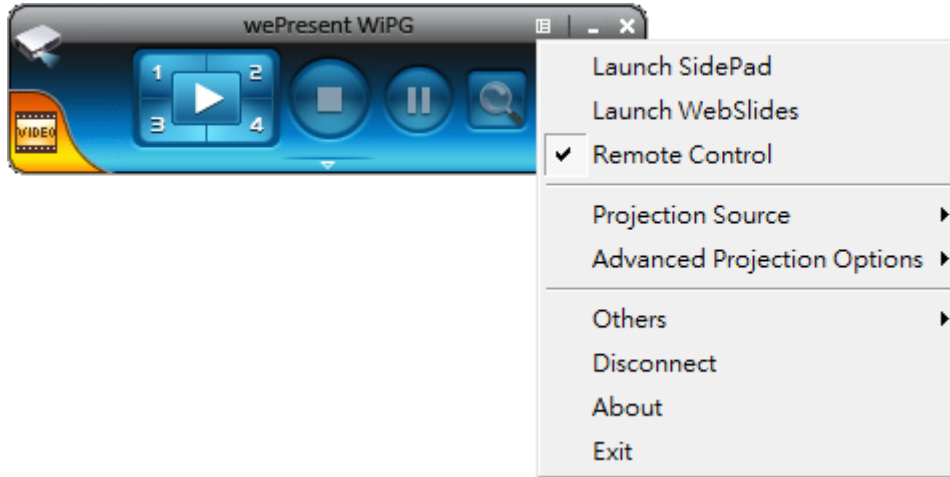 wePresent WiPG
1 2
3 4
VIDEO
Launch SidePad
Launch WebSlides
Remote Control
Projection Source
Advanced Projection Options
Others
Disconnect
About
Exit